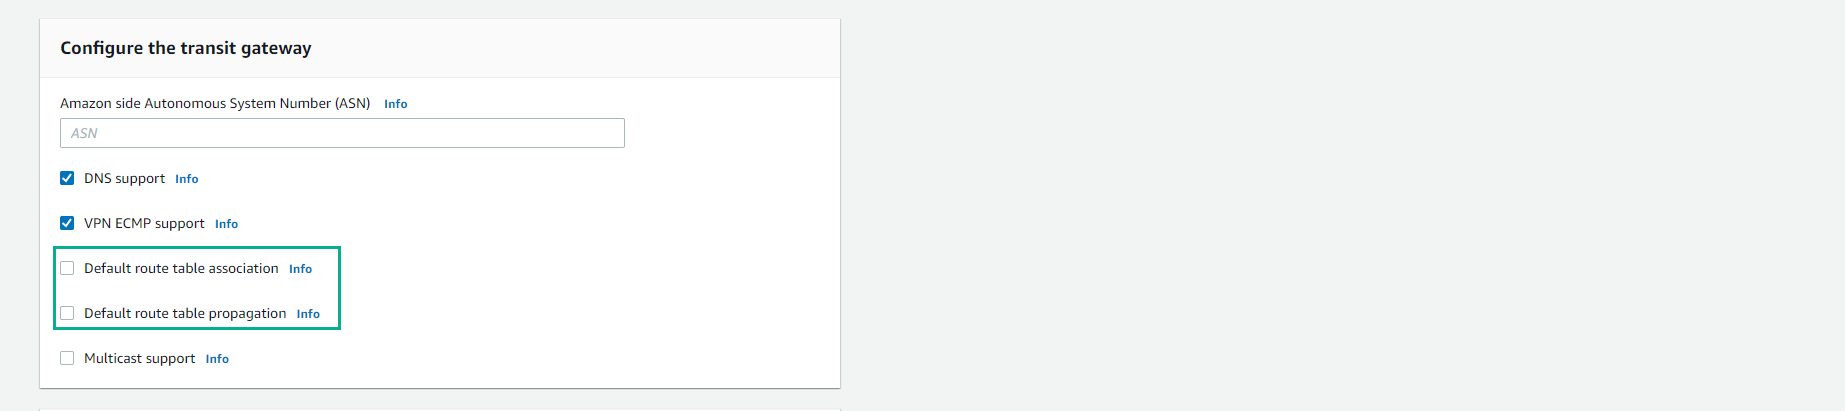 Configure the transit gateway
Amazon side Autonomous System Number (ASN) Info
ASN
DNS support Info
VPN ECMP support Info
Default route table association Info
Default route table propagation Info
Multicast support Info